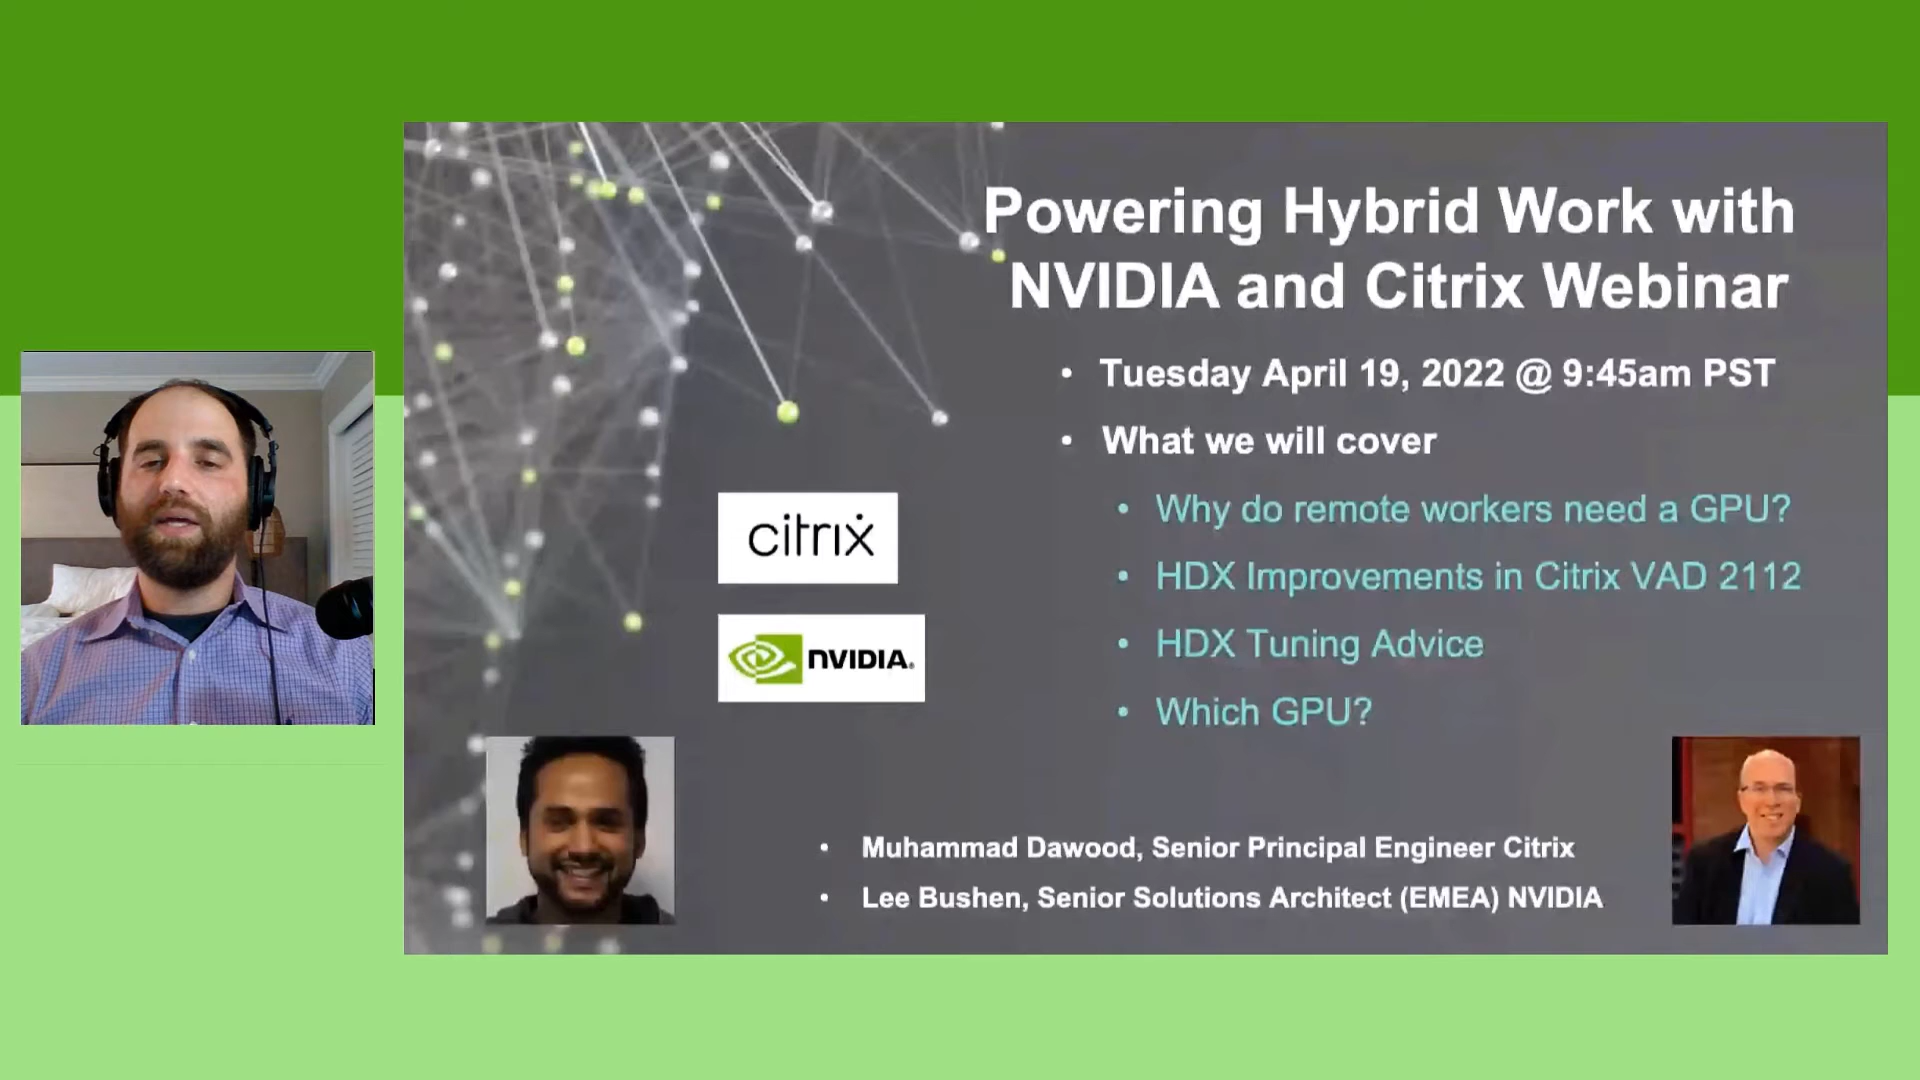 Powering Hybrid Work with
NVIDIA and Citrix Webinar
• Tuesday April 19, 2022 @ 9:45am PST
• What we will cover
• Why do remote workers need a GPU?
• HDX Improvements in Citrix VAD 2112
• HDX Tuning Advice
• Which GPU?
citrix
NVIDIA.
• Muhammad Dawood, Senior Principal Engineer Citrix
• Lee Bushen, Senior Solutions Architect (EMEA) NVIDIA